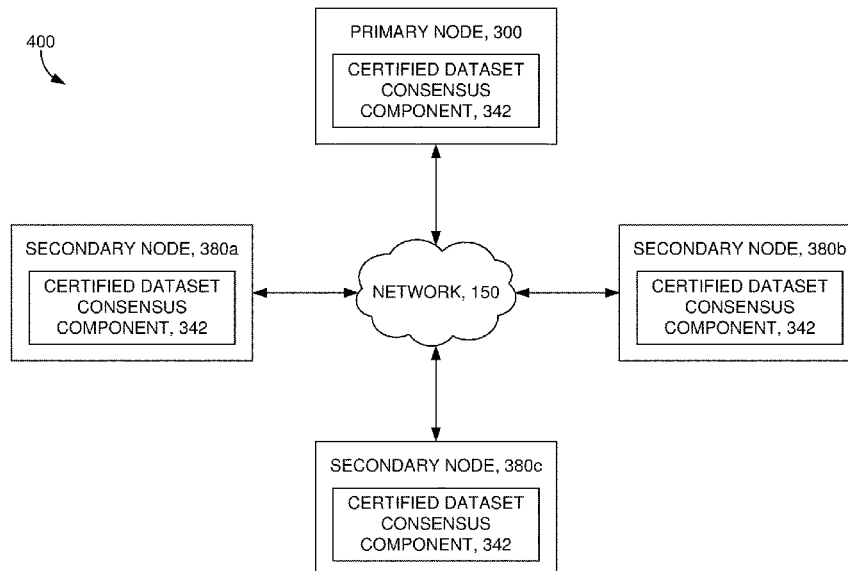 400
PRIMARY NODE, 300
CERTIFIED DATASET
CONSENSUS
COMPONENT, 342
SECONDARY NODE, 380a
CERTIFIED DATASET
CONSENSUS
COMPONENT, 342
NETWORK, 150
SECONDARY NODE, 380b
CERTIFIED DATASET
CONSENSUS
COMPONENT, 342
SECONDARY NODE, 380c
CERTIFIED DATASET
CONSENSUS
COMPONENT, 342